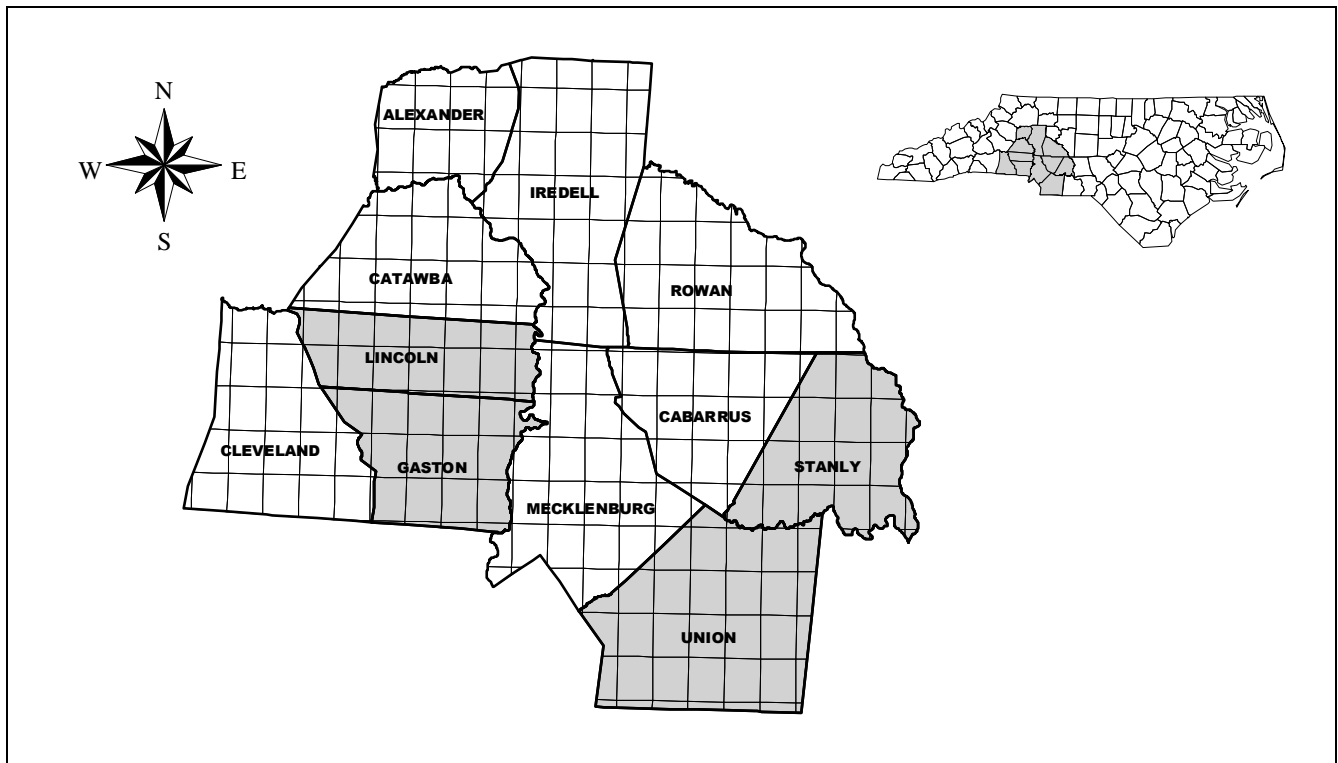 N
ALEXANDER
W
E
IREDELL
S
CATAWBA
ROWAN
LINCOLN
CABARRUS
CLEVELAND
GASTON
STANLY
MECKLENBURG
UNION